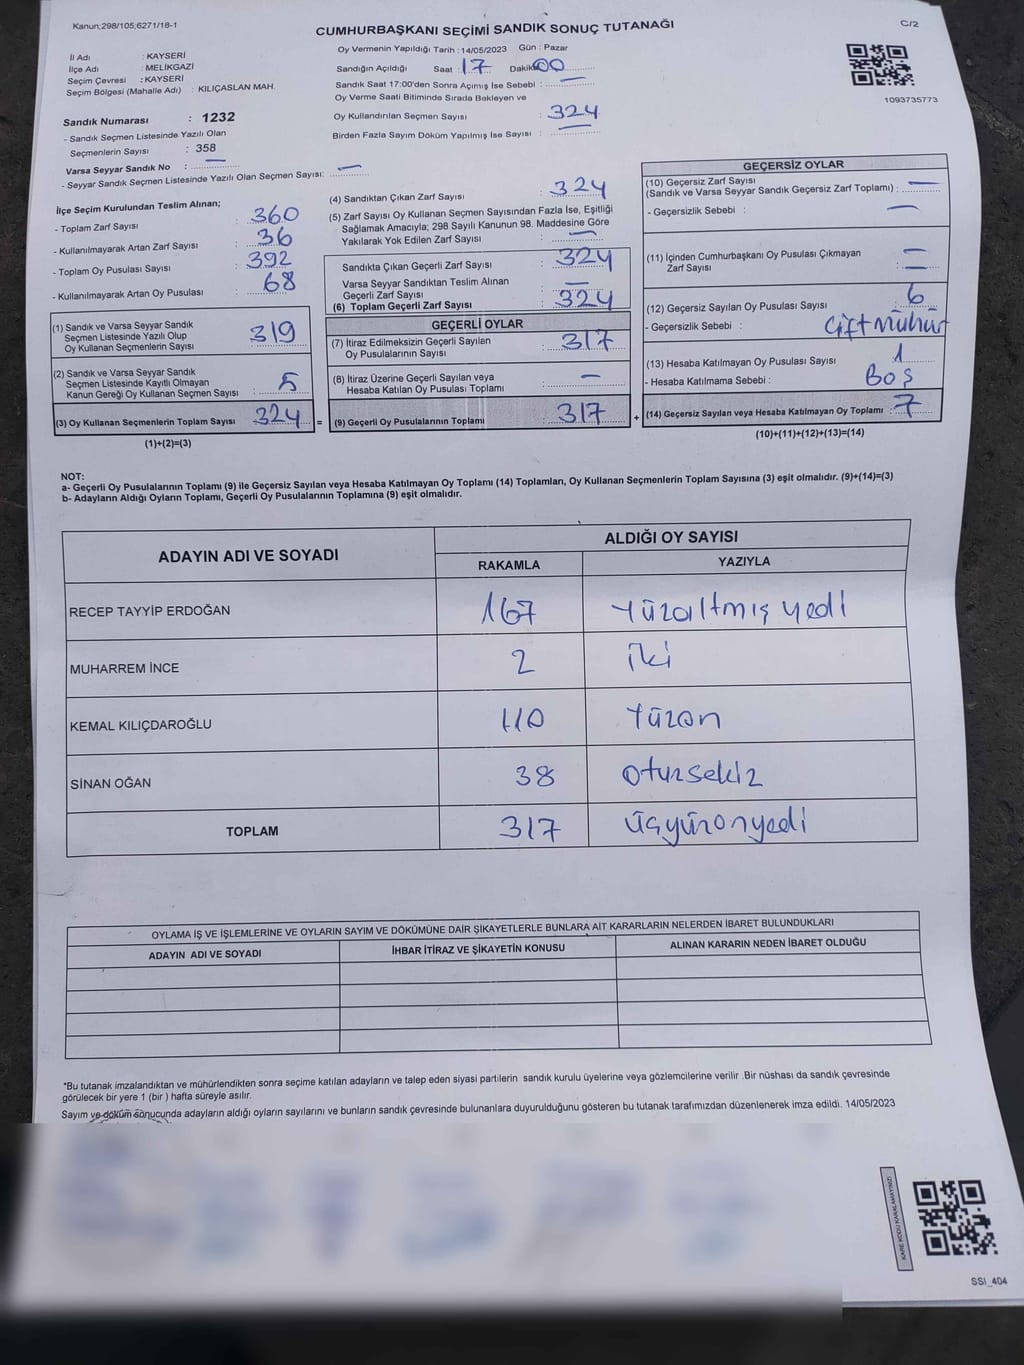 Kanun;298/105;6271/18-1
CUMHURBAŞKANI SEÇİMİ SANDIK SONUÇ TUTANAĞI
C/2
İl Adı : KAYSERİ
İlçe Adı : MELİKGAZİ
Seçim Çevresi : KAYSERİ
Seçim Bölgesi (Mahalle Adı) : KILIÇASLAN MAH.
Oy Vermenin Yapıldığı Tarih : 14/05/2023 Gün : Pazar
Sandığın Açıldığı Saat : 17 Dakika 00
Sandık Saat 17:00'den Sonra Açımış İse Sebebi : —
Oy Verme Saati Bitiminde Sırada Bekleyen ve
Oy Kullandırılan Seçmen Sayısı : 324
Birden Fazla Sayım Döküm Yapılmış İse Sayısı : —
1093735773
Sandık Numarası : 1232
- Sandık Seçmen Listesinde Yazılı Olan
Seçmenlerin Sayısı : 358
Varsa Seyyar Sandık No : —
- Seyyar Sandık Seçmen Listesinde Yazılı Olan Seçmen Sayısı: —
İlçe Seçim Kurulundan Teslim Alınan;
- Toplam Zarf Sayısı : 360
- Kullanılmayarak Artan Zarf Sayısı : 36
- Toplam Oy Pusulası Sayısı : 392
- Kullanılmayarak Artan Oy Pusulası : 68
(1) Sandık ve Varsa Seyyar Sandık
Seçmen Listesinde Yazılı Olup
Oy Kullanan Seçmenlerin Sayısı : 319
(2) Sandık ve Varsa Seyyar Sandık
Seçmen Listesinde Kayıtlı Olmayan
Kanun Gereği Oy Kullanan Seçmen Sayısı : 5
(3) Oy Kullanan Seçmenlerin Toplam Sayısı 324 =
(1)+(2)=(3)
(4) Sandıktan Çıkan Zarf Sayısı : 324
(5) Zarf Sayısı Oy Kullanan Seçmen Sayısından Fazla İse, Eşitliği
Sağlamak Amacıyla; 298 Sayılı Kanunun 98. Maddesine Göre
Yakılarak Yok Edilen Zarf Sayısı : —
Sandıkta Çıkan Geçerli Zarf Sayısı : 324
Varsa Seyyar Sandıktan Teslim Alınan
Geçerli Zarf Sayısı : —
(6) Toplam Geçerli Zarf Sayısı : 324
GEÇERLİ OYLAR
(7) İtiraz Edilmeksizin Geçerli Sayılan
Oy Pusulalarının Sayısı : 317
(8) İtiraz Üzerine Geçerli Sayılan veya
Hesaba Katılan Oy Pusulası Toplamı : —
(9) Geçerli Oy Pusulalarının Toplamı : 317 +
GEÇERSİZ OYLAR
(10) Geçersiz Zarf Sayısı
(Sandık ve Varsa Seyyar Sandık Geçersiz Zarf Toplamı) : —
- Geçersizlik Sebebi : —
(11) İçinden Cumhurbaşkanı Oy Pusulası Çıkmayan
Zarf Sayısı : —
(12) Geçersiz Sayılan Oy Pusulası Sayısı : 6
- Geçersizlik Sebebi : Çift mühür
(13) Hesaba Katılmayan Oy Pusulası Sayısı : 1
- Hesaba Katılmama Sebebi : Boş
(14) Geçersiz Sayılan veya Hesaba Katılmayan Oy Toplamı : 7
(10)+(11)+(12)+(13)=(14)
NOT:
a- Geçerli Oy Pusulalarının Toplamı (9) ile Geçersiz Sayılan veya Hesaba Katılmayan Oy Toplamı (14) Toplamları, Oy Kullanan Seçmenlerin Toplam Sayısına (3) eşit olmalıdır. (9)+(14)=(3)
b- Adayların Aldığı Oyların Toplamı, Geçerli Oy Pusulalarının Toplamına (9) eşit olmalıdır.
ADAYIN ADI VE SOYADI
ALDIĞI OY SAYISI
RAKAMLA YAZIYLA
RECEP TAYYİP ERDOĞAN 167 yüzaltmış yedi
MUHARREM İNCE 2 iki
KEMAL KILIÇDAROĞLU 110 yüzon
SİNAN OĞAN 38 otuzsekiz
TOPLAM 317 üçyüzonyedi
OYLAMA İŞ VE İŞLEMLERİNE VE OYLARIN SAYIM VE DÖKÜMÜNE DAİR ŞİKAYETLERLE BUNLARA AİT KARARLARIN NELERDEN İBARET BULUNDUKLARI
ADAYIN ADI VE SOYADI İHBAR İTİRAZ VE ŞİKAYETİN KONUSU ALINAN KARARIN NEDEN İBARET OLDUĞU
*Bu tutanak imzalandıktan ve mühürlendikten sonra seçime katılan adayların ve talep eden siyasi partilerin sandık kurulu üyelerine veya gözlemcilerine verilir .Bir nüshası da sandık çevresinde
görülecek bir yere 1 (bir ) hafta süreyle asılır.
Sayım ve döküm sonucunda adayların aldığı oyların sayılarını ve bunların sandık çevresinde bulunanlara duyurulduğunu gösteren bu tutanak tarafımızdan düzenlenerek imza edildi. 14/05/2023
KARE KODU KARALAMAYINIZ!
SSI_404